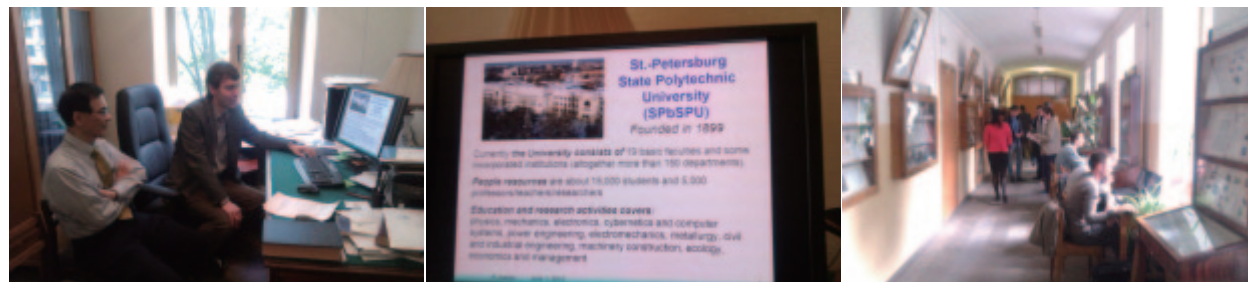 St.-Petersburg
State Polytechnic
University
(SPbSPU)
Founded in 1899
Currently the University consists of 19 basic faculties and some
incorporated institutions (altogether more than 150 departments).
People resources are about 18,000 students and 5,000
professors/teachers/researchers
Education and research activities covers:
physics, mechanics, electronics, cybernetics and computer
systems, power engineering, electromechanics, metallurgy, civil
and industrial engineering, machinery construction, ecology,
economics and management